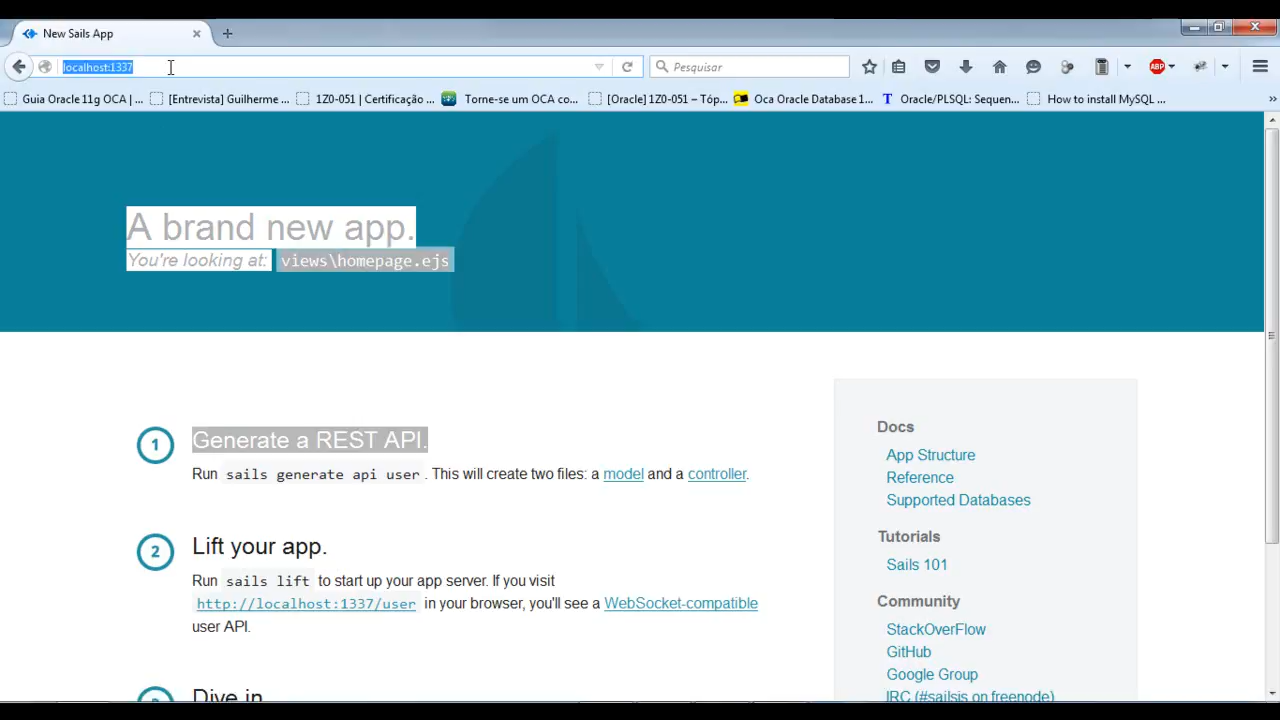 New Sails App
localhost:1337
Pesquisar
ABP
Guia Oracle 11g OCA | ...
[Entrevista] Guilherme ...
1Z0-051 | Certificação ...
Torne-se um OCA co...
[Oracle] 1Z0-051 – Tóp...
Oca Oracle Database 1...
T Oracle/PLSQL: Sequen...
How to install MySQL ...
A brand new app.
You're looking at: views\homepage.ejs
1
Generate a REST API.
Run sails generate api user . This will create two files: a model and a controller.
2
Lift your app.
Run sails lift to start up your app server. If you visit
http://localhost:1337/user in your browser, you'll see a WebSocket-compatible
user API.
Dive in
Docs
App Structure
Reference
Supported Databases
Tutorials
Sails 101
Community
StackOverFlow
GitHub
Google Group
IRC (#sailsjs on freenode)